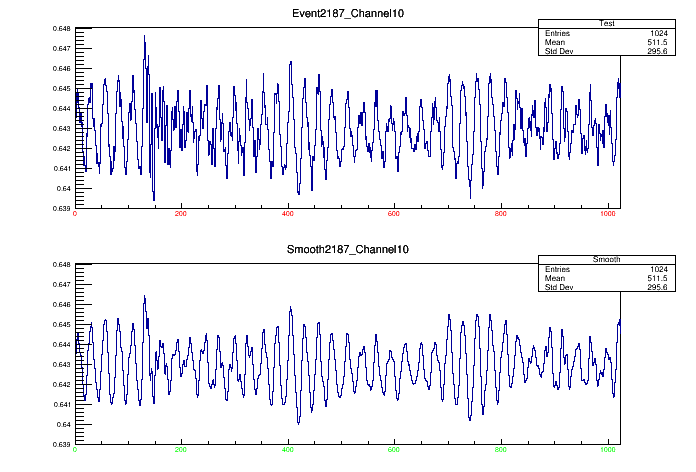 Event2187_Channel10
Test
Entries 1024
Mean 511.5
Std Dev 295.6
0.648
0.647
0.646
0.645
0.644
0.643
0.642
0.641
0.64
0.639
0 200 400 600 800 1000
Smooth2187_Channel10
Smooth
Entries 1024
Mean 511.5
Std Dev 295.6
0.648
0.647
0.646
0.645
0.644
0.643
0.642
0.641
0.64
0.639
0 200 400 600 800 1000